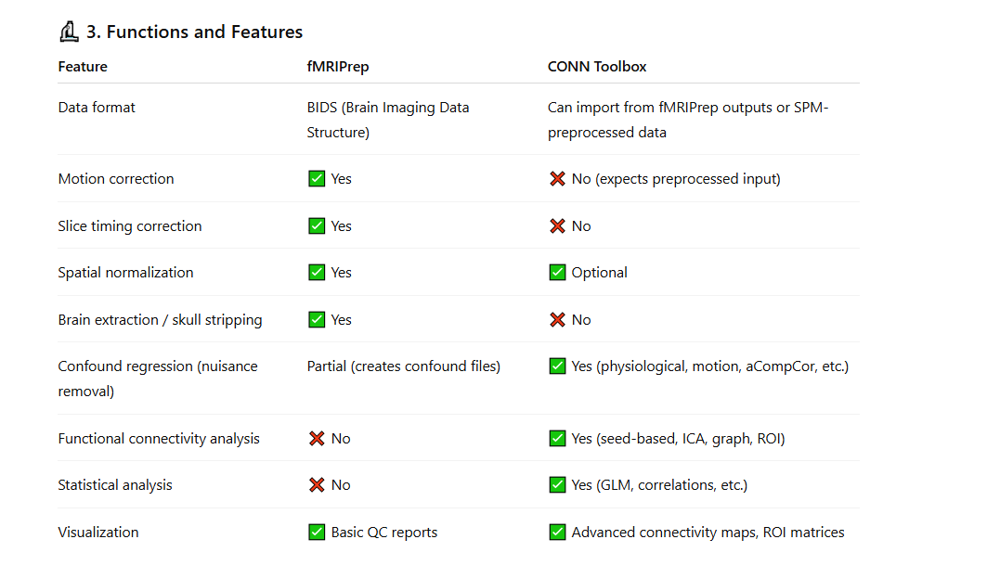 3. Functions and Features
Feature fMRIPrep CONN Toolbox
Data format BIDS (Brain Imaging Data Can import from fMRIPrep outputs or SPM-
Structure) preprocessed data
Motion correction ✅ Yes ❌ No (expects preprocessed input)
Slice timing correction ✅ Yes ❌ No
Spatial normalization ✅ Yes ✅ Optional
Brain extraction / skull stripping ✅ Yes ❌ No
Confound regression (nuisance Partial (creates confound files) ✅ Yes (physiological, motion, aCompCor, etc.)
removal)
Functional connectivity analysis ❌ No ✅ Yes (seed-based, ICA, graph, ROI)
Statistical analysis ❌ No ✅ Yes (GLM, correlations, etc.)
Visualization ✅ Basic QC reports ✅ Advanced connectivity maps, ROI matrices